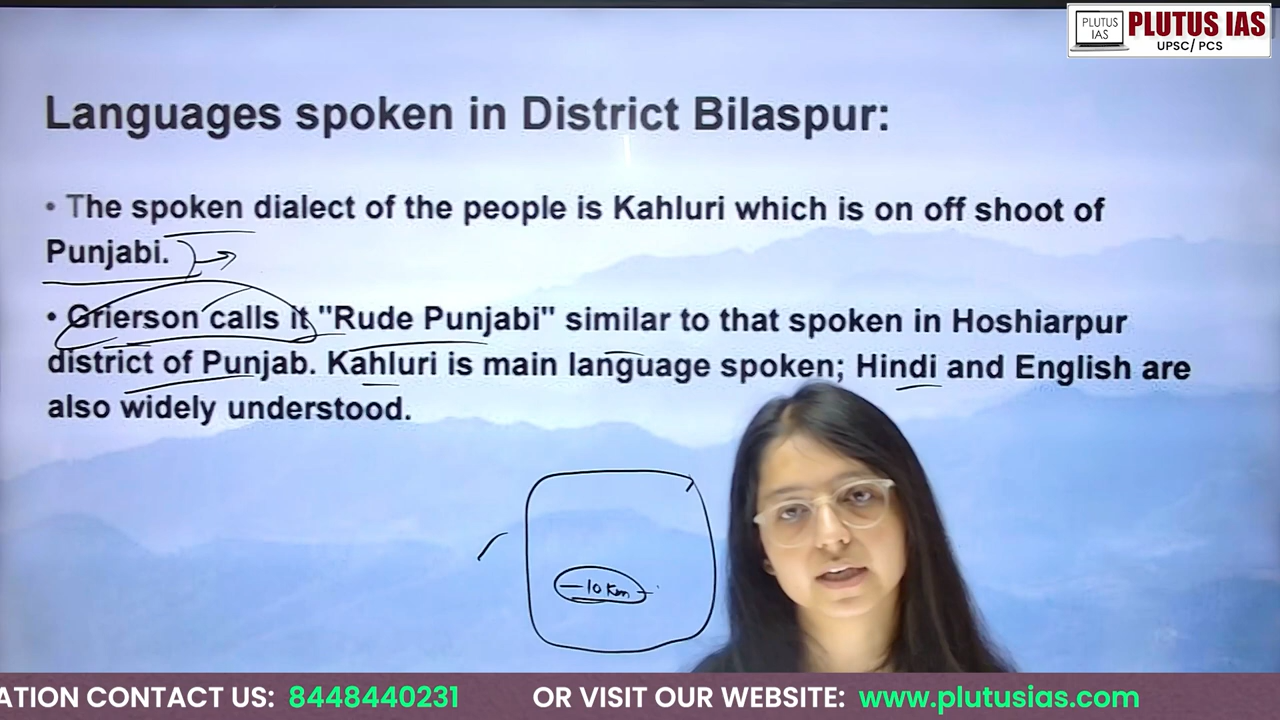 PLUTUS IAS
PLUTUS
IAS
UPSC/ PCS
Languages spoken in District Bilaspur:
• The spoken dialect of the people is Kahluri which is on off shoot of
Punjabi.
• Grierson calls it "Rude Punjabi" similar to that spoken in Hoshiarpur
district of Punjab. Kahluri is main language spoken; Hindi and English are
also widely understood.
10 Km
ATION CONTACT US: 8448440231 OR VISIT OUR WEBSITE: www.plutusias.com